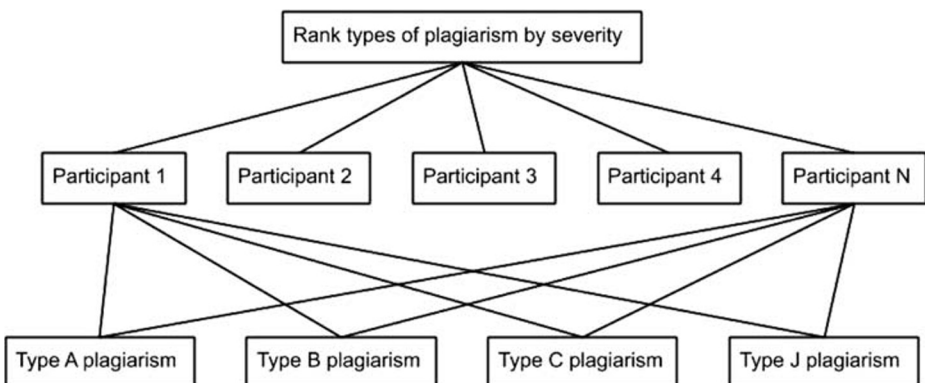 Rank types of plagiarism by severity
Participant 1
Participant 2
Participant 3
Participant 4
Participant N
Type A plagiarism
Type B plagiarism
Type C plagiarism
Type J plagiarism